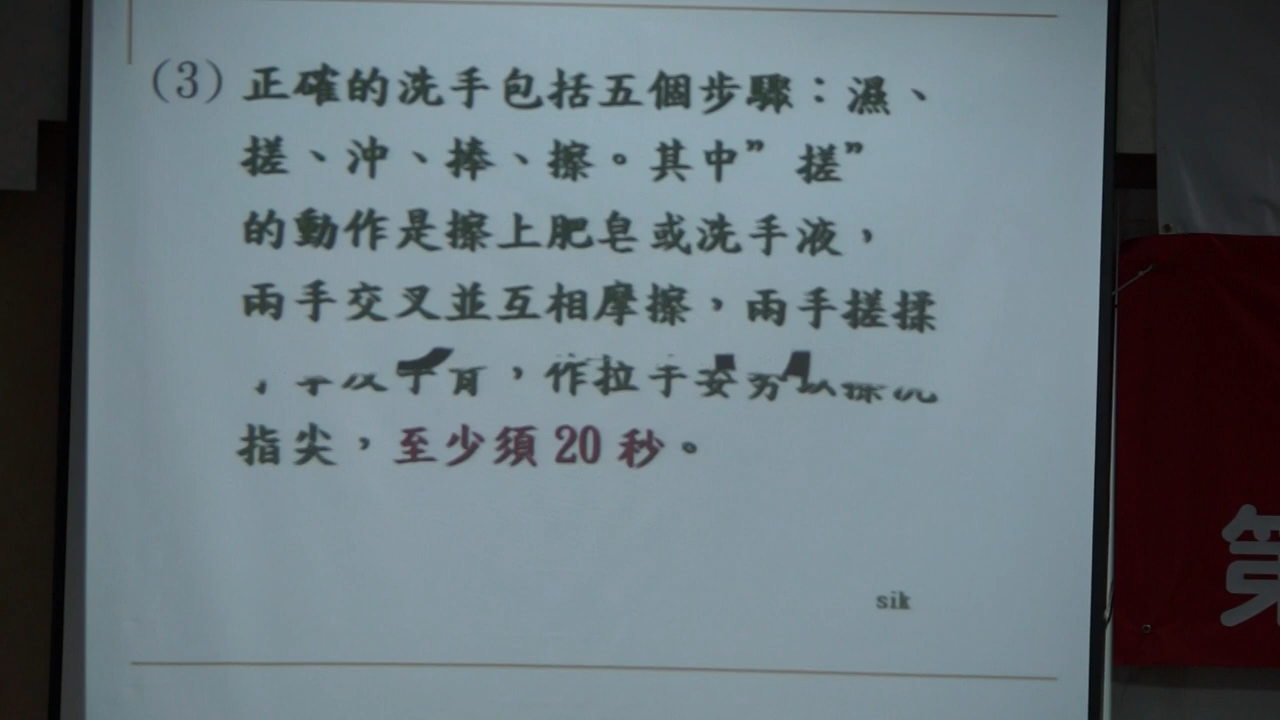 (3) 正確的洗手包括五個步驟：濕、
搓、沖、捧、擦。其中”搓”
的動作是擦上肥皂或洗手液，
兩手交叉並互相摩擦，兩手搓揉
，作拉手姿
指尖，至少須 20 秒。
sik
第